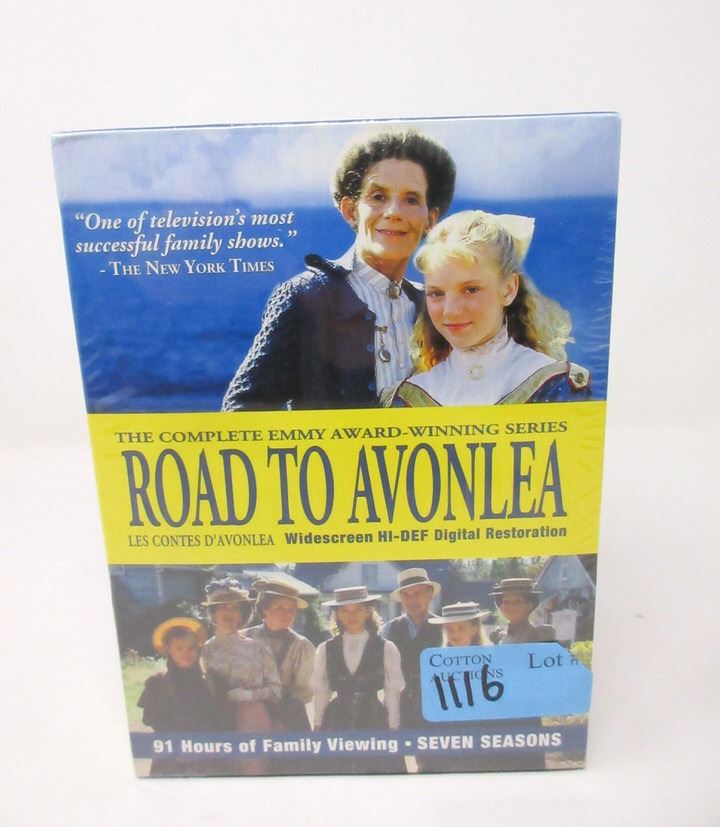 “One of television’s most
successful family shows.”
- THE NEW YORK TIMES
THE COMPLETE EMMY AWARD-WINNING SERIES
ROAD TO AVONLEA
LES CONTES D'AVONLEA Widescreen HI-DEF Digital Restoration
COTTON Lot #
AUCTIONS
1116
91 Hours of Family Viewing • SEVEN SEASONS